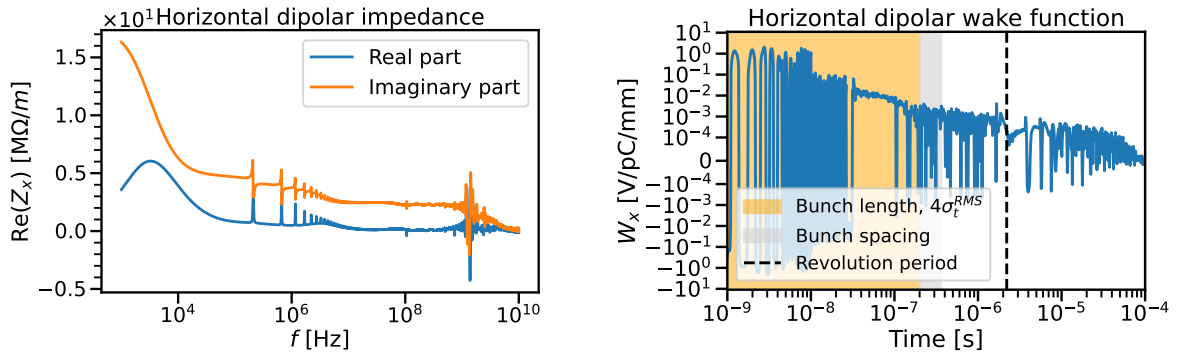 ×10¹ Horizontal dipolar impedance
1.5
1.0
0.5
0.0
−0.5
Re(Z_x) [MΩ/m]
Real part
Imaginary part
10⁴ 10⁶ 10⁸ 10¹⁰
f [Hz]
Horizontal dipolar wake function
10¹
10⁰
10⁻¹
10⁻²
10⁻³
10⁻⁴
0
−10⁻⁴
−10⁻³
−10⁻²
−10⁻¹
−10⁰
−10¹
W_x [V/pC/mm]
Bunch length, 4σ_t^RMS
Bunch spacing
Revolution period
10⁻⁹ 10⁻⁸ 10⁻⁷ 10⁻⁶ 10⁻⁵ 10⁻⁴
Time [s]